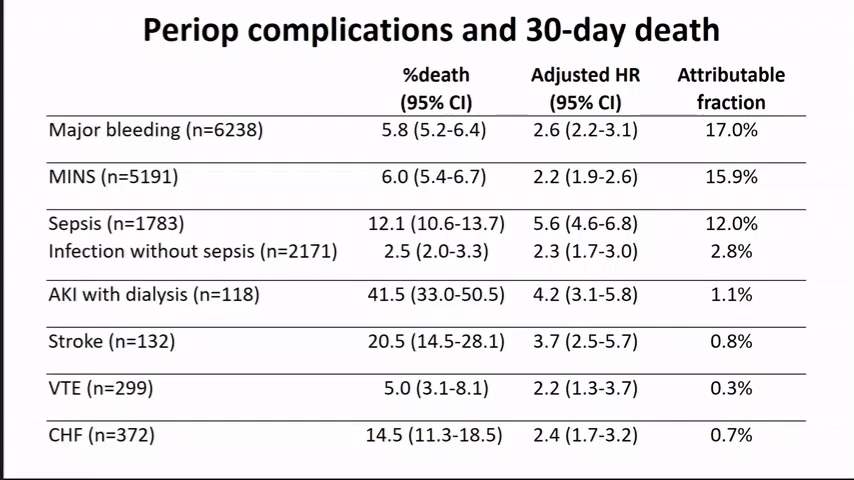 Periop complications and 30-day death
%death Adjusted HR Attributable
(95% CI) (95% CI) fraction
Major bleeding (n=6238) 5.8 (5.2-6.4) 2.6 (2.2-3.1) 17.0%
MINS (n=5191) 6.0 (5.4-6.7) 2.2 (1.9-2.6) 15.9%
Sepsis (n=1783) 12.1 (10.6-13.7) 5.6 (4.6-6.8) 12.0%
Infection without sepsis (n=2171) 2.5 (2.0-3.3) 2.3 (1.7-3.0) 2.8%
AKI with dialysis (n=118) 41.5 (33.0-50.5) 4.2 (3.1-5.8) 1.1%
Stroke (n=132) 20.5 (14.5-28.1) 3.7 (2.5-5.7) 0.8%
VTE (n=299) 5.0 (3.1-8.1) 2.2 (1.3-3.7) 0.3%
CHF (n=372) 14.5 (11.3-18.5) 2.4 (1.7-3.2) 0.7%